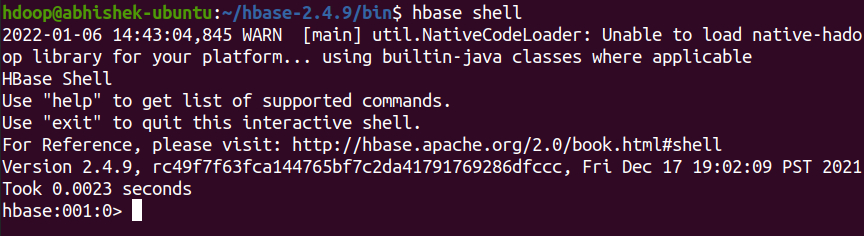 hdoop@abhishek-ubuntu:~/hbase-2.4.9/bin$ hbase shell
2022-01-06 14:43:04,845 WARN  [main] util.NativeCodeLoader: Unable to load native-hado
op library for your platform... using builtin-java classes where applicable
HBase Shell
Use "help" to get list of supported commands.
Use "exit" to quit this interactive shell.
For Reference, please visit: http://hbase.apache.org/2.0/book.html#shell
Version 2.4.9, rc49f7f63fca144765bf7c2da41791769286dfccc, Fri Dec 17 19:02:09 PST 2021
Took 0.0023 seconds
hbase:001:0>